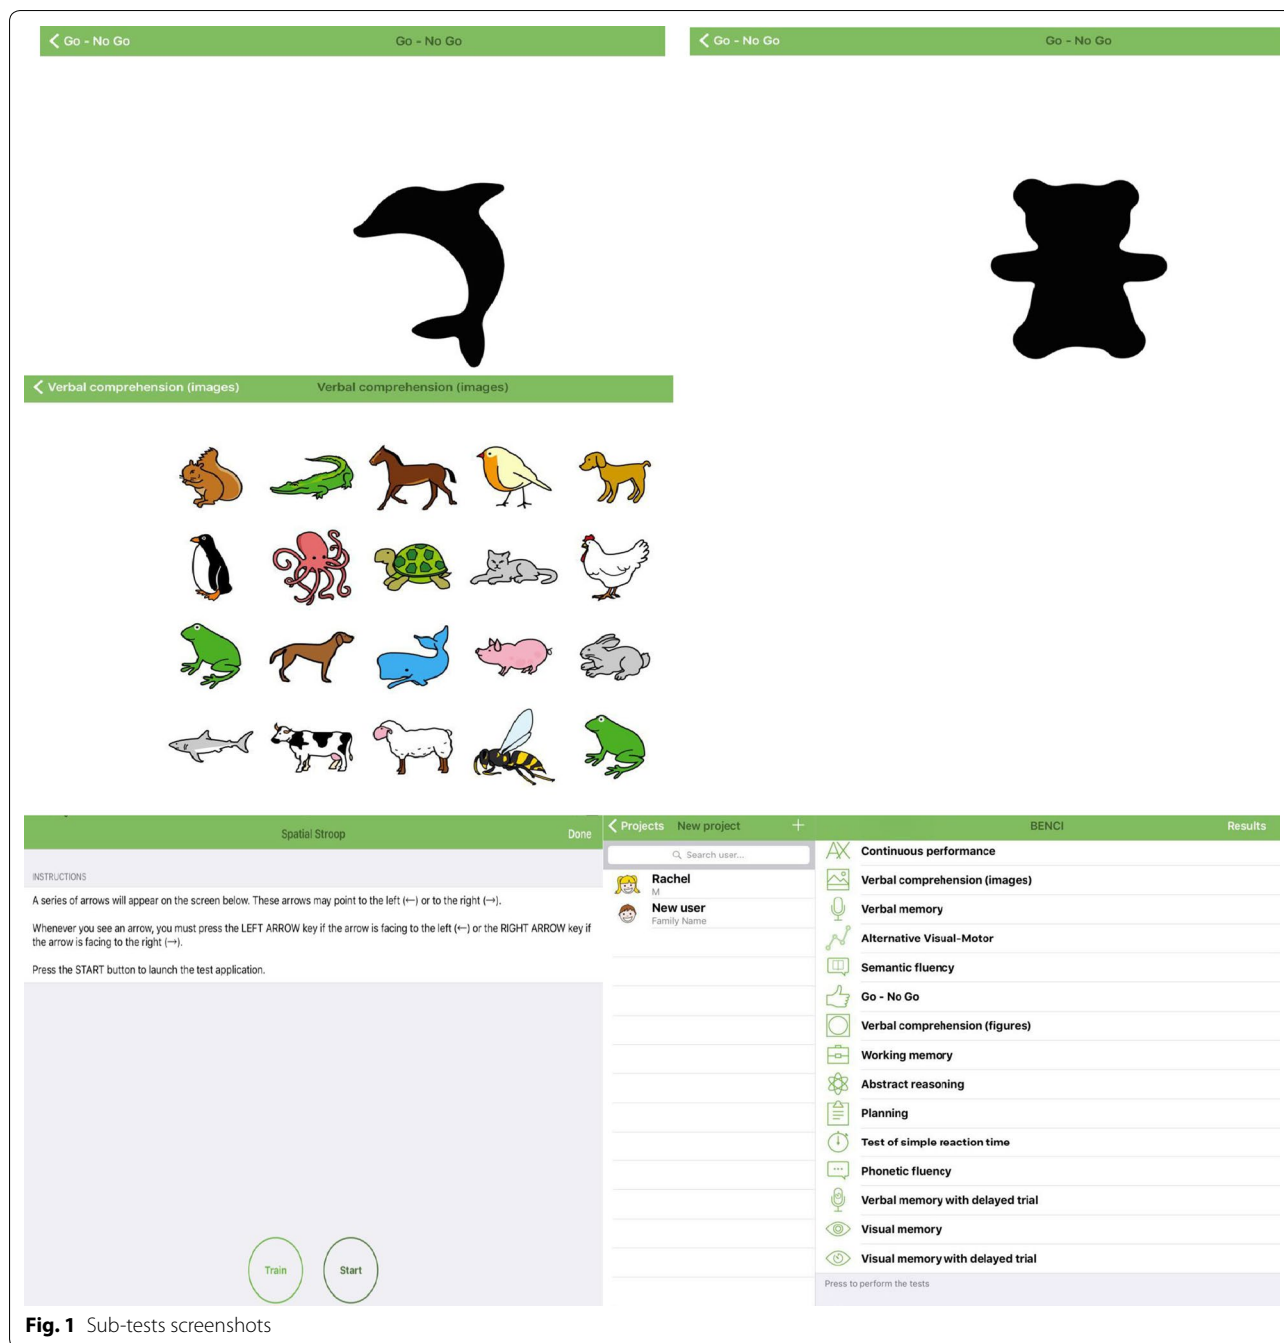 Go - No Go
Go - No Go
Go - No Go
Go - No Go
Verbal comprehension (images)
Verbal comprehension (images)
Spatial Stroop
Done
INSTRUCTIONS
A series of arrows will appear on the screen below. These arrows may point to the left (←) or to the right (→).
Whenever you see an arrow, you must press the LEFT ARROW key if the arrow is facing to the left (←) or the RIGHT ARROW key if
the arrow is facing to the right (→).
Press the START button to launch the test application.
Train
Start
Projects
New project
+
Search user...
Rachel
M
New user
Family Name
BENCI
Results
AX Continuous performance
Verbal comprehension (images)
Verbal memory
Alternative Visual-Motor
Semantic fluency
Go - No Go
Verbal comprehension (figures)
Working memory
Abstract reasoning
Planning
Test of simple reaction time
Phonetic fluency
Verbal memory with delayed trial
Visual memory
Visual memory with delayed trial
Press to perform the tests
Fig. 1 Sub-tests screenshots